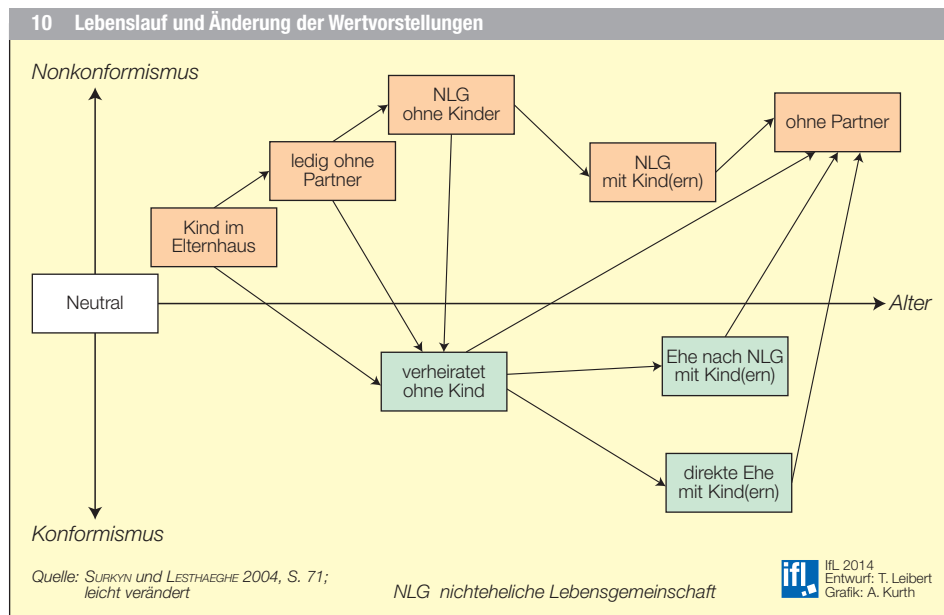 10 Lebenslauf und Änderung der Wertvorstellungen
Nonkonformismus
NLG
ohne Kinder
ohne Partner
ledig ohne
Partner
NLG
mit Kind(ern)
Kind im
Elternhaus
Neutral
Alter
verheiratet
ohne Kind
Ehe nach NLG
mit Kind(ern)
direkte Ehe
mit Kind(ern)
Konformismus
Quelle: SURKYN und LESTHAEGHE 2004, S. 71;
leicht verändert
NLG nichteheliche Lebensgemeinschaft
ifl
IfL 2014
Entwurf: T. Leibert
Grafik: A. Kurth